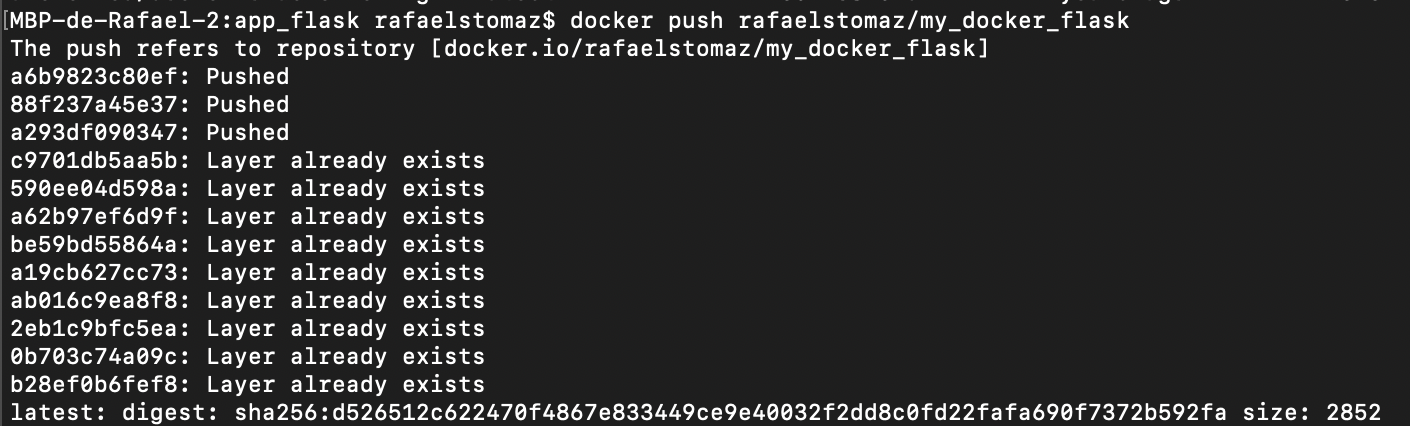 [MBP-de-Rafael-2:app_flask rafaelstomaz$ docker push rafaelstomaz/my_docker_flask
The push refers to repository [docker.io/rafaelstomaz/my_docker_flask]
a6b9823c80ef: Pushed
88f237a45e37: Pushed
a293df090347: Pushed
c9701db5aa5b: Layer already exists
590ee04d598a: Layer already exists
a62b97ef6d9f: Layer already exists
be59bd55864a: Layer already exists
a19cb627cc73: Layer already exists
ab016c9ea8f8: Layer already exists
2eb1c9bfc5ea: Layer already exists
0b703c74a09c: Layer already exists
b28ef0b6fef8: Layer already exists
latest: digest: sha256:d526512c622470f4867e833449ce9e40032f2dd8c0fd22fafa690f7372b592fa size: 2852